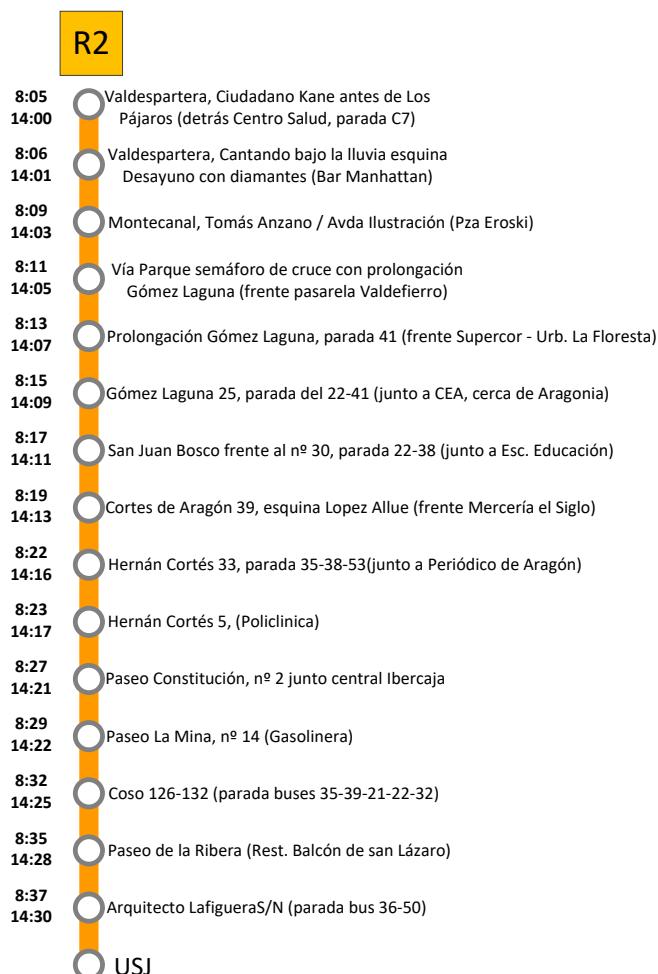 R2
8:05
14:00
Valdespartera, Ciudadano Kane antes de Los
Pájaros (detrás Centro Salud, parada C7)
8:06
14:01
Valdespartera, Cantando bajo la lluvia esquina
Desayuno con diamantes (Bar Manhattan)
8:09
14:03
Montecanal, Tomás Anzano / Avda Ilustración (Pza Eroski)
8:11
14:05
Vía Parque semáforo de cruce con prolongación
Gómez Laguna (frente pasarela Valdefierro)
8:13
14:07
Prolongación Gómez Laguna, parada 41 (frente Supercor - Urb. La Floresta)
8:15
14:09
Gómez Laguna 25, parada del 22-41 (junto a CEA, cerca de Aragonia)
8:17
14:11
San Juan Bosco frente al nº 30, parada 22-38 (junto a Esc. Educación)
8:19
14:13
Cortes de Aragón 39, esquina Lopez Allue (frente Mercería el Siglo)
8:22
14:16
Hernán Cortés 33, parada 35-38-53(junto a Periódico de Aragón)
8:23
14:17
Hernán Cortés 5, (Policlinica)
8:27
14:21
Paseo Constitución, nº 2 junto central Ibercaja
8:29
14:22
Paseo La Mina, nº 14 (Gasolinera)
8:32
14:25
Coso 126-132 (parada buses 35-39-21-22-32)
8:35
14:28
Paseo de la Ribera (Rest. Balcón de san Lázaro)
8:37
14:30
Arquitecto LafigueraS/N (parada bus 36-50)
USJ